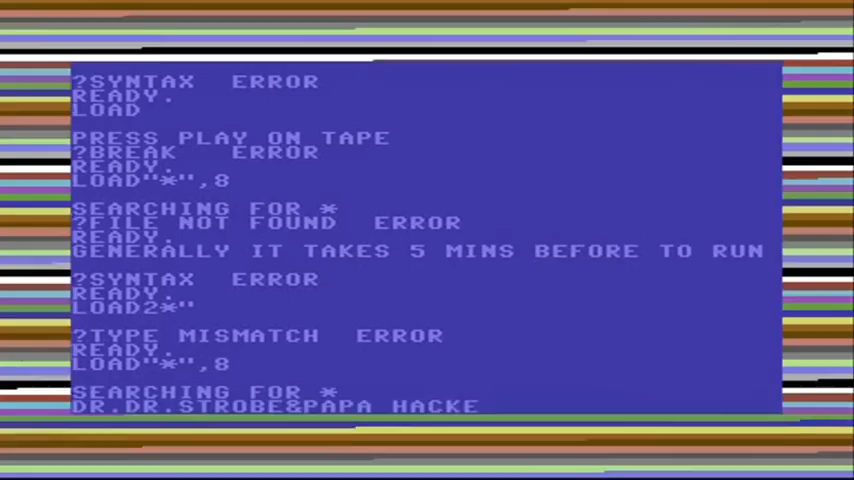 ?SYNTAX ERROR
READY.
LOAD
PRESS PLAY ON TAPE
?BREAK ERROR
READY.
LOAD"*",8
SEARCHING FOR *
?FILE NOT FOUND ERROR
READY.
GENERALLY IT TAKES 5 MINS BEFORE TO RUN
?SYNTAX ERROR
READY.
LOAD2*"
?TYPE MISMATCH ERROR
READY.
LOAD"*",8
SEARCHING FOR *
DR.DR.STROBE&PAPA HACKE